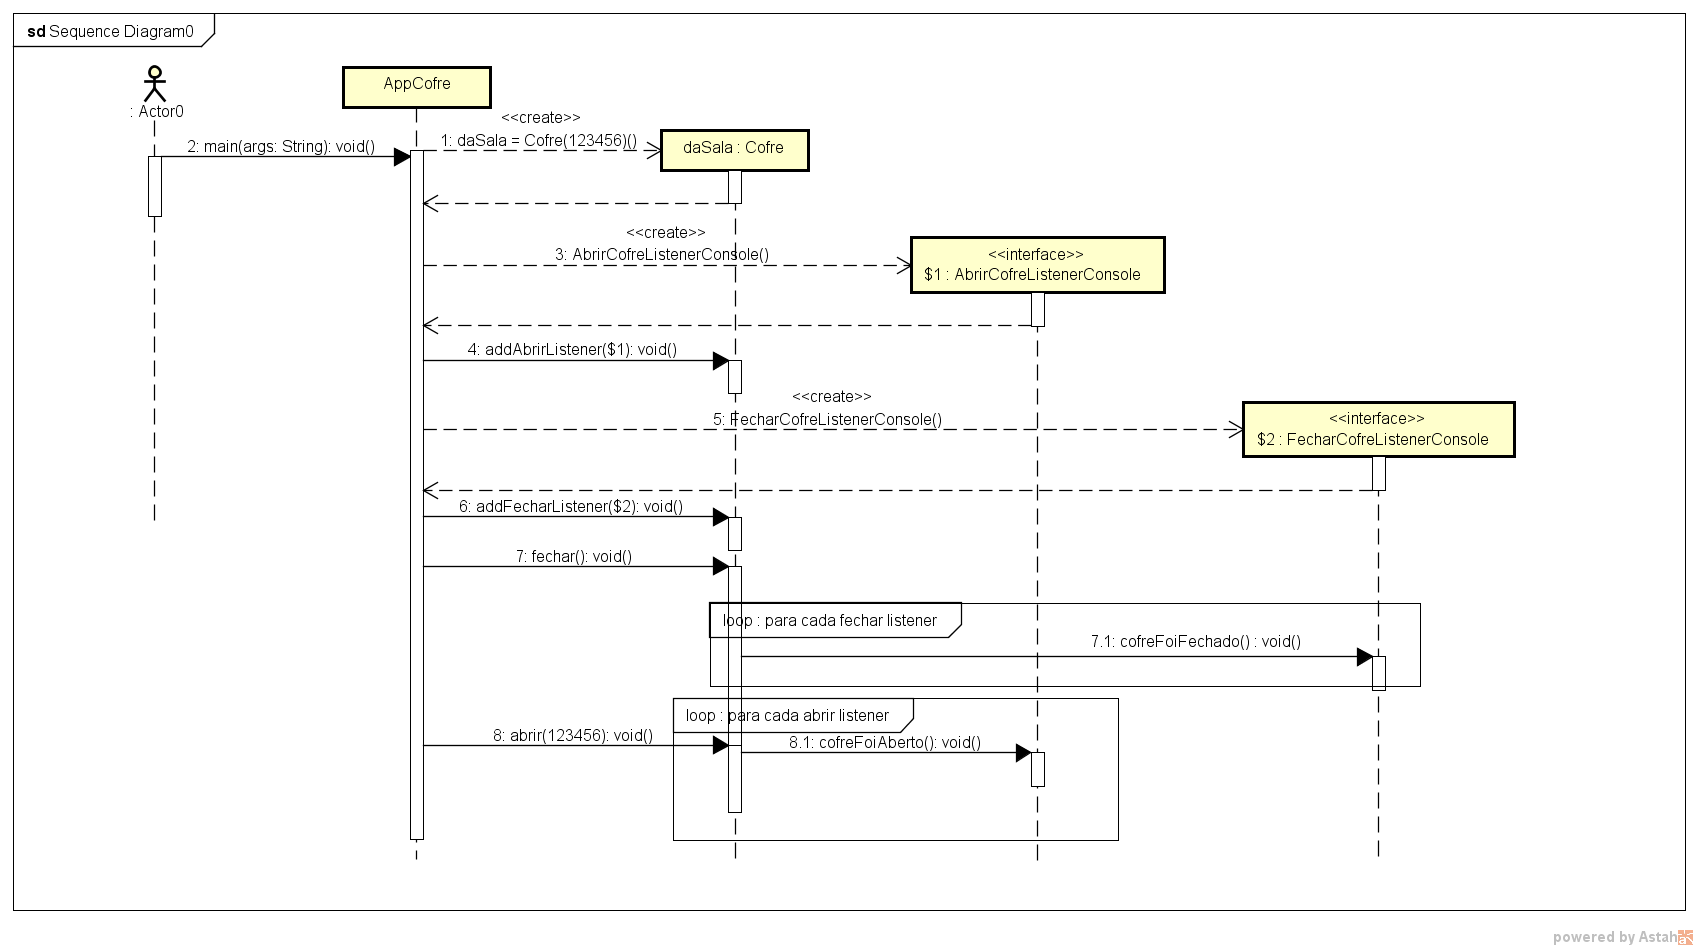 sd Sequence Diagram0
: Actor0
AppCofre
<<create>>
2: main(args: String): void()
1: daSala = Cofre(123456)()
daSala : Cofre
<<create>>
3: AbrirCofreListenerConsole()
<<interface>>
$1 : AbrirCofreListenerConsole
4: addAbrirListener($1): void()
<<create>>
5: FecharCofreListenerConsole()
<<interface>>
$2 : FecharCofreListenerConsole
6: addFecharListener($2): void()
7: fechar(): void()
loop : para cada fechar listener
7.1: cofreFoiFechado() : void()
loop : para cada abrir listener
8: abrir(123456): void()
8.1: cofreFoiAberto(): void()
powered by Astah